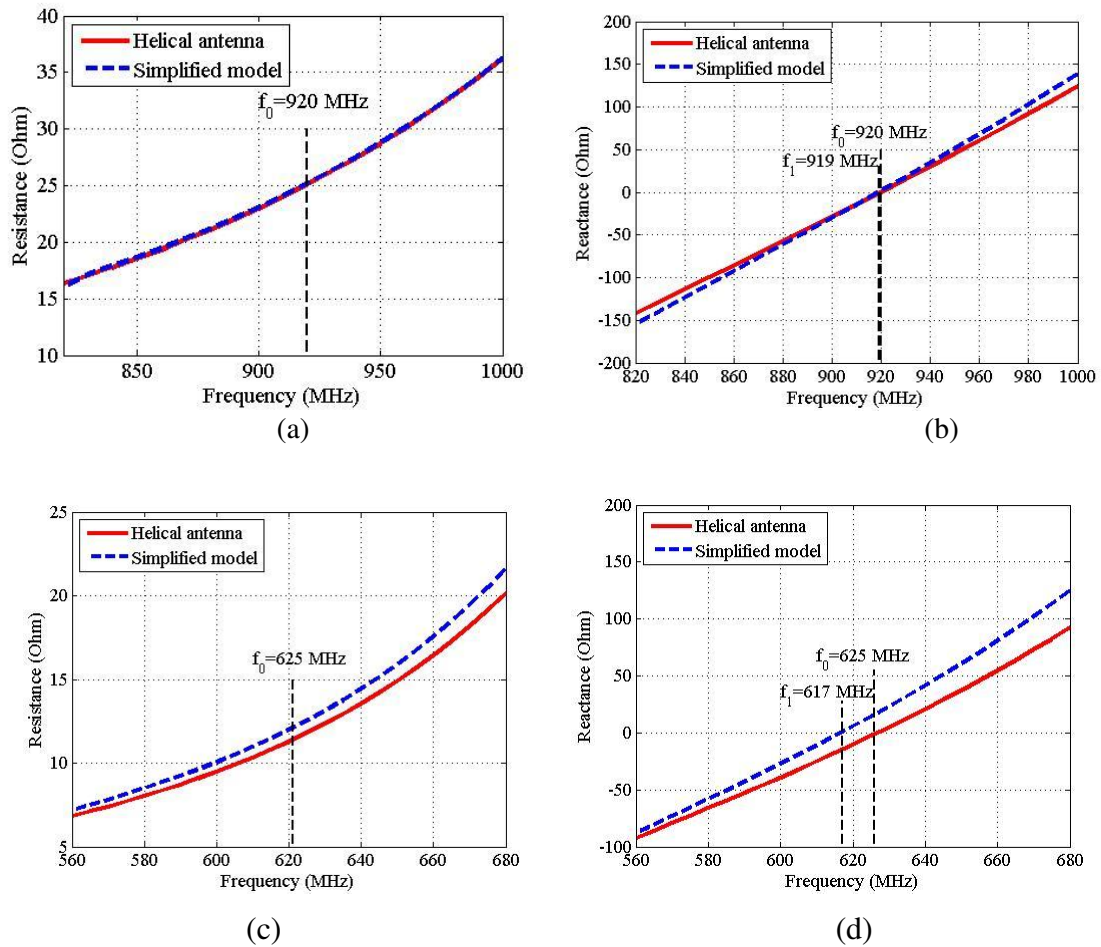 40
35
30
25
20
15
10
Resistance (Ohm)
Helical antenna
Simplified model
f0=920 MHz
850
900
950
1000
Frequency (MHz)
(a)
200
150
100
50
0
-50
-100
-150
-200
Reactance (Ohm)
Helical antenna
Simplified model
f0=920 MHz
f1=919 MHz
820 840 860 880 900 920 940 960 980 1000
Frequency (MHz)
(b)
25
20
15
10
5
Resistance (Ohm)
Helical antenna
Simplified model
f0=625 MHz
560 580 600 620 640 660 680
Frequency (MHz)
(c)
200
150
100
50
0
-50
-100
Reactance (Ohm)
Helical antenna
Simplified model
f0=625 MHz
f1=617 MHz
560 580 600 620 640 660 680
Frequency (MHz)
(d)